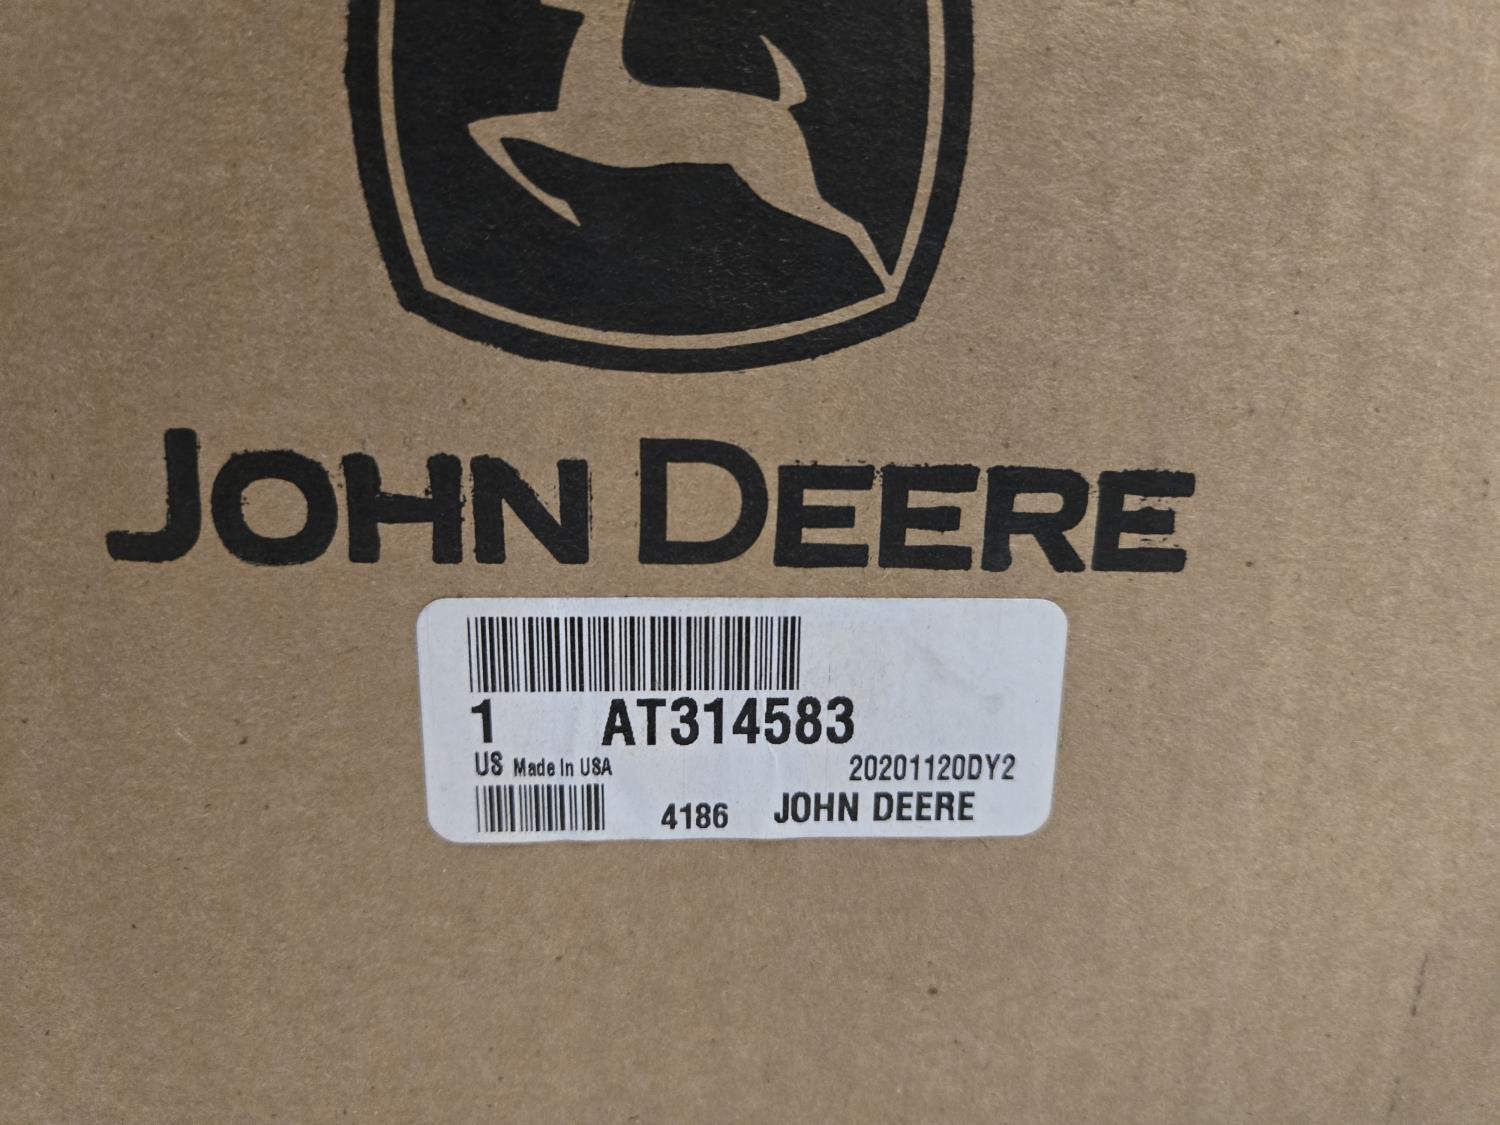 JOHN DEERE
1 AT314583
US Made In USA 20201120DY2
4186 JOHN DEERE